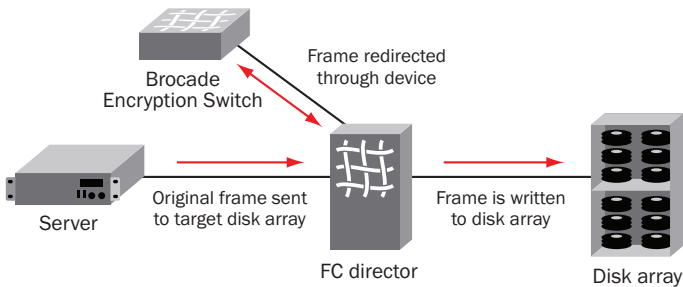 Brocade
Encryption Switch
Frame redirected
through device
Server
Original frame sent
to target disk array
FC director
Frame is written
to disk array
Disk array